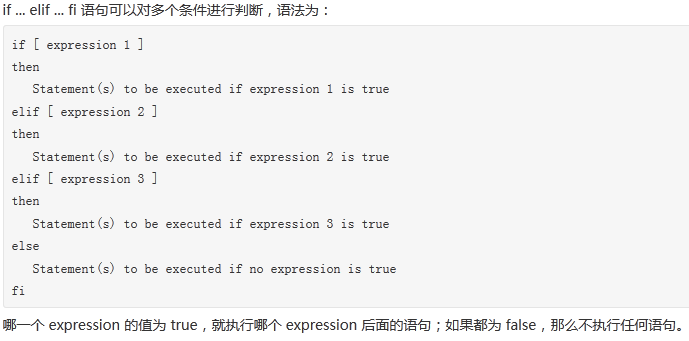 if ... elif ... fi 语句可以对多个条件进行判断，语法为：
if [ expression 1 ]
then
   Statement(s) to be executed if expression 1 is true
elif [ expression 2 ]
then
   Statement(s) to be executed if expression 2 is true
elif [ expression 3 ]
then
   Statement(s) to be executed if expression 3 is true
else
   Statement(s) to be executed if no expression is true
fi
哪一个 expression 的值为 true，就执行哪个 expression 后面的语句；如果都为 false，那么不执行任何语句。